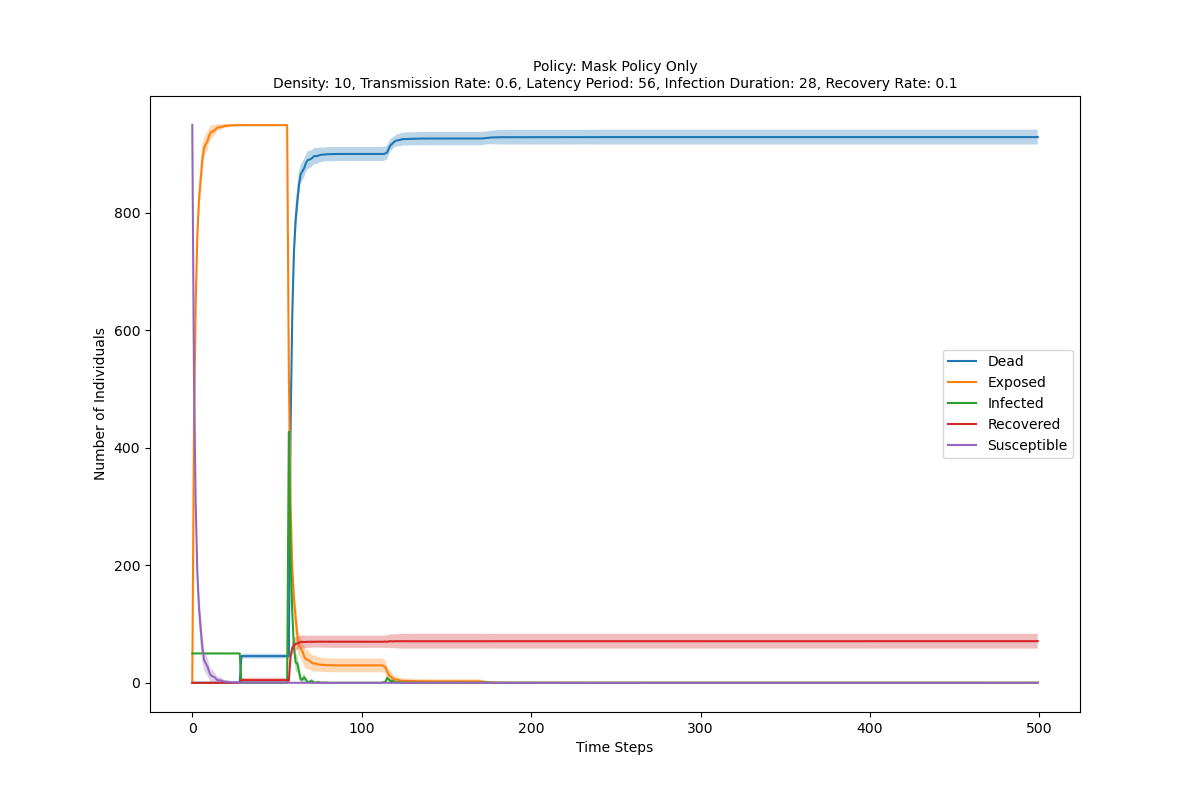 Policy: Mask Policy Only
Density: 10, Transmission Rate: 0.6, Latency Period: 56, Infection Duration: 28, Recovery Rate: 0.1
Number of Individuals
800
600
400
200
0
Dead
Exposed
Infected
Recovered
Susceptible
0 100 200 300 400 500
Time Steps